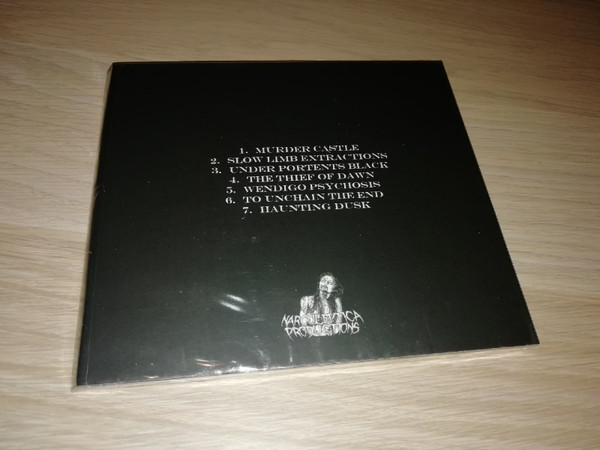 1. MURDER CASTLE
2. SLOW LIMB EXTRACTIONS
3. UNDER PORTENTS BLACK
4. THE THIEF OF DAWN
5. WENDIGO PSYCHOSIS
6. TO UNCHAIN THE END
7. HAUNTING DUSK
NARCOLEPTICA
PRODUCTIONS